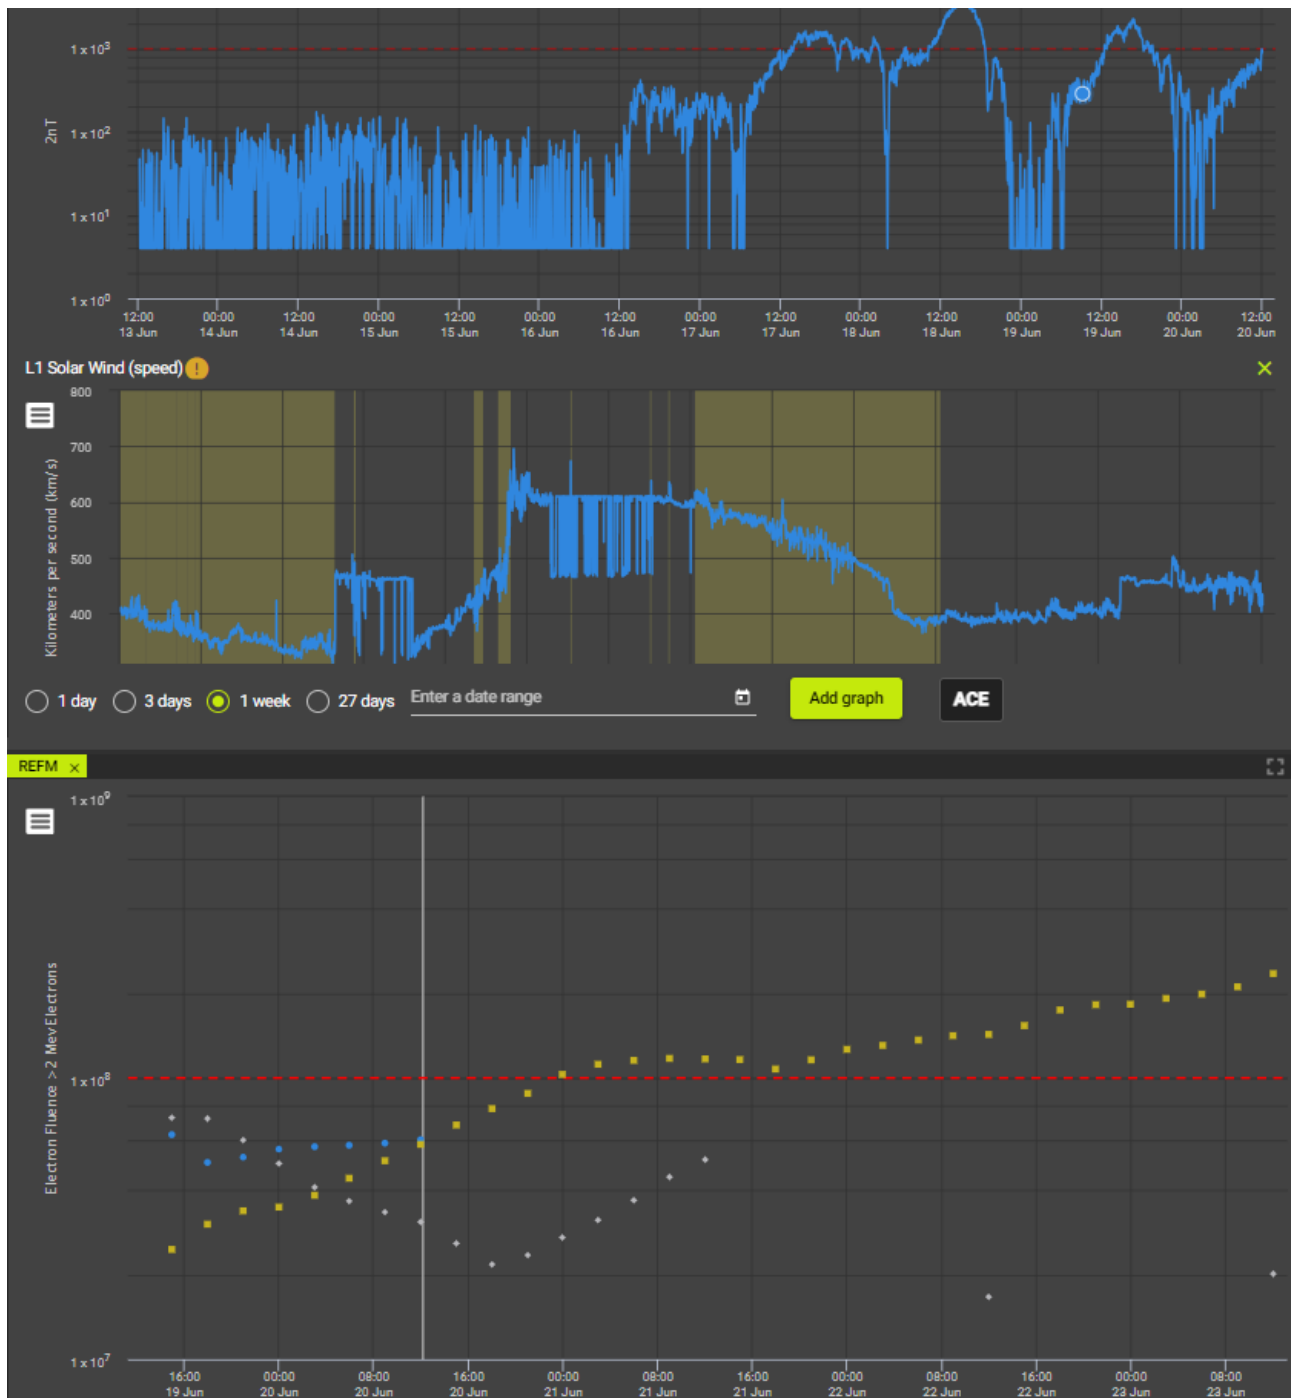 1 x 10³
1 x 10²
1 x 10¹
1 x 10⁰
2nT
12:00 00:00 12:00 00:00 12:00 00:00 12:00 00:00 12:00 00:00 12:00 00:00 12:00 00:00 12:00
13 Jun 14 Jun 14 Jun 15 Jun 15 Jun 16 Jun 16 Jun 17 Jun 17 Jun 18 Jun 18 Jun 19 Jun 19 Jun 20 Jun 20 Jun
L1 Solar Wind (speed) !
800
700
600
500
400
Kilometers per second (km/s)
1 day 3 days 1 week 27 days Enter a date range Add graph ACE
REFM ×
1 x 10⁹
1 x 10⁸
1 x 10⁷
Electron Fluence > 2 Mev Electrons
16:00 00:00 08:00 16:00 00:00 08:00 16:00 00:00 08:00 16:00 00:00 08:00
19 Jun 20 Jun 20 Jun 20 Jun 21 Jun 21 Jun 21 Jun 22 Jun 22 Jun 22 Jun 23 Jun 23 Jun